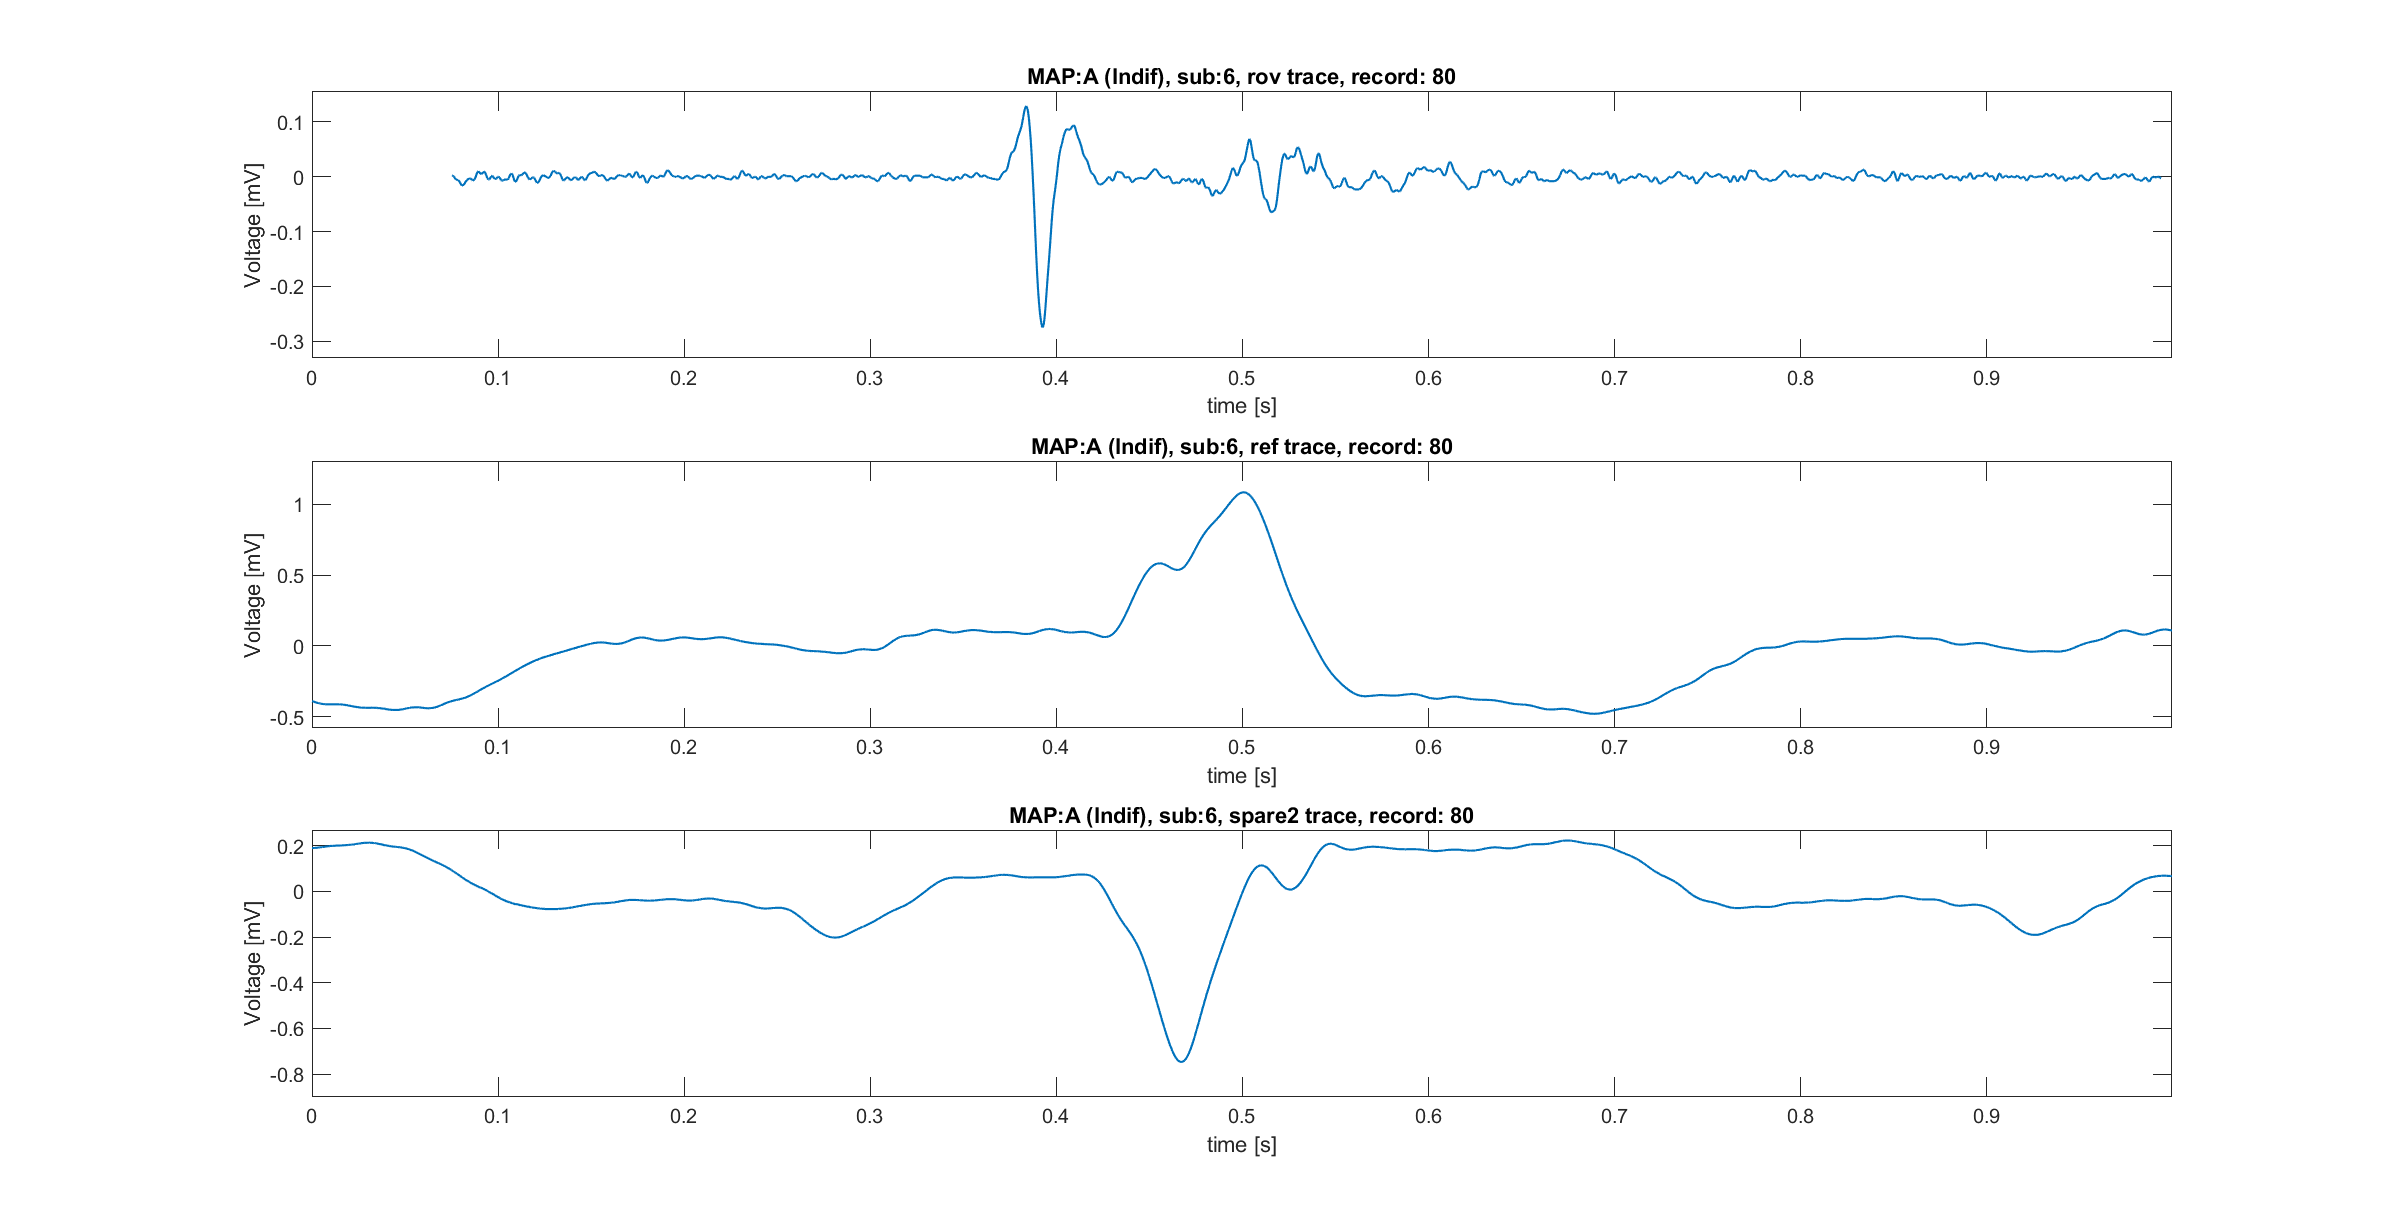 MAP:A (Indif), sub:6, rov trace, record: 80
Voltage [mV]
0.1
0
-0.1
-0.2
-0.3
0 0.1 0.2 0.3 0.4 0.5 0.6 0.7 0.8 0.9
time [s]
MAP:A (Indif), sub:6, ref trace, record: 80
Voltage [mV]
1
0.5
0
-0.5
0 0.1 0.2 0.3 0.4 0.5 0.6 0.7 0.8 0.9
time [s]
MAP:A (Indif), sub:6, spare2 trace, record: 80
Voltage [mV]
0.2
0
-0.2
-0.4
-0.6
-0.8
0 0.1 0.2 0.3 0.4 0.5 0.6 0.7 0.8 0.9
time [s]